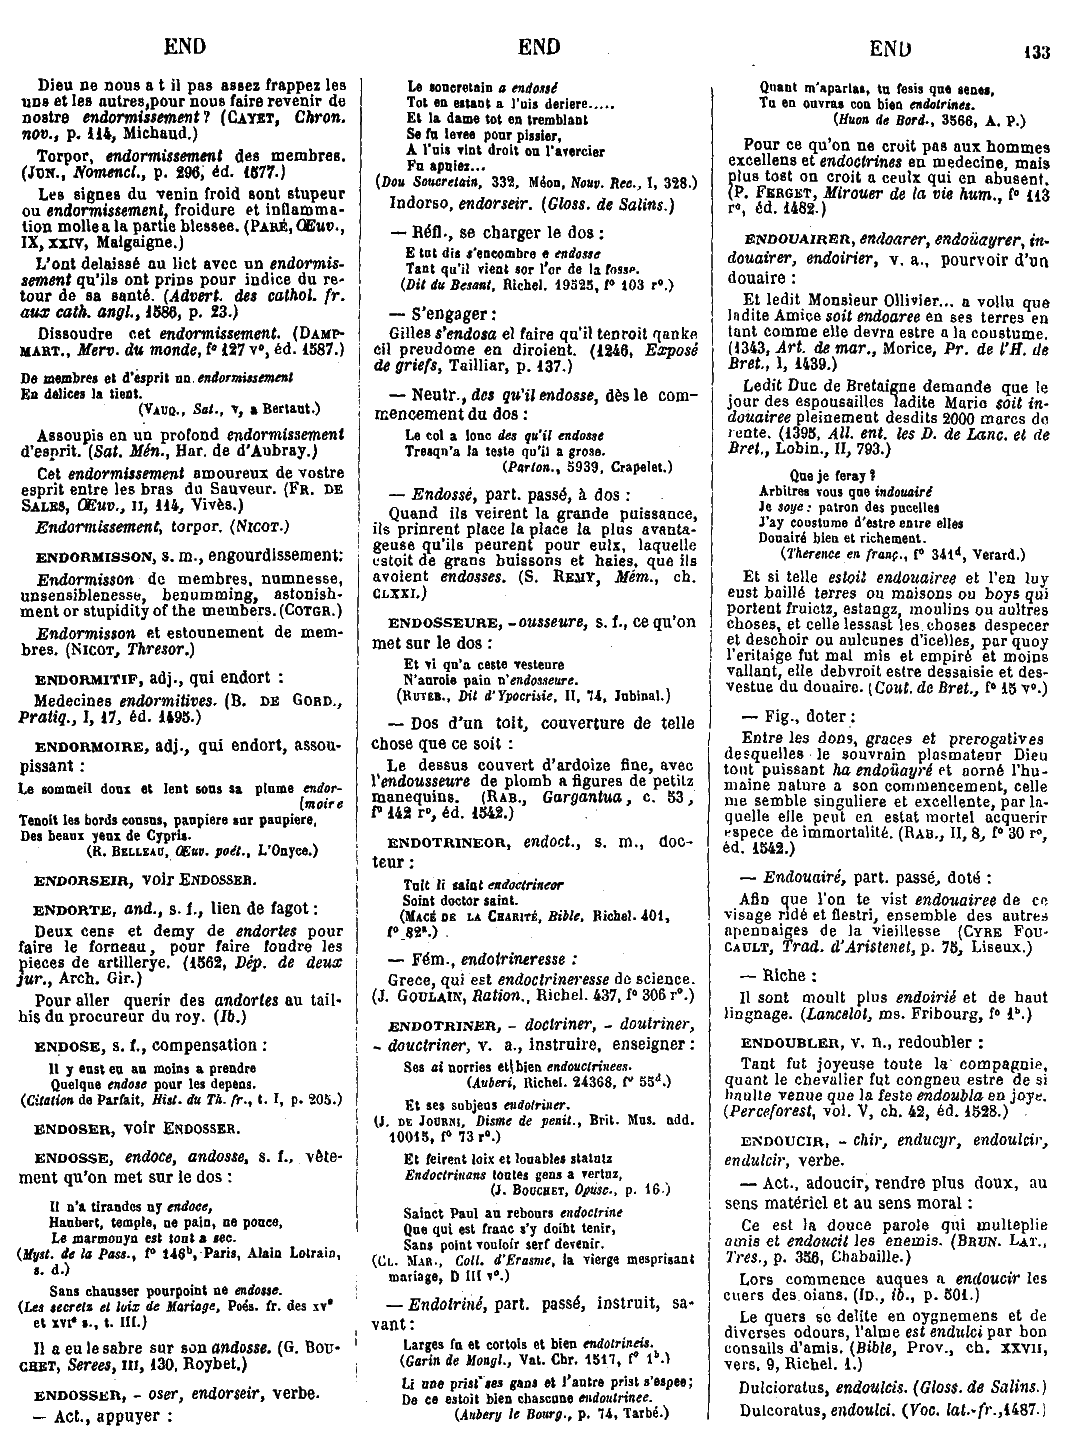 END
END
END
133
Dieu ne nous a t il pas assez frappez les
uns et les autres, pour nous faire revenir de
nostre endormissement ? (CAYET, Chron.
nov., p. 114, Michaud.)
Torpor, endormissement des membres.
(JUN., Nomencl., p. 296, éd. 1577.)
Les signes du venin froid sont stupeur
ou endormissement, froidure et inflamma-
tion molle a la partie blessee. (PARÉ, Œuv.,
IX, XXIV, Malgaigne.)
L'ont delaissé au lict avec un endormis-
sement qu'ils ont prins pour indice du re-
tour de sa santé. (Advert. des cathol. fr.
aux cath. angl., 1586, p. 23.)
Dissoudre cet endormissement. (DAMP-
MART., Merv. du monde, f° 127 v°, éd. 1587.)
De membres et d'esprit un endormissement
En delices la tient.
(VAUQ., Sat., V, a Bertaut.)
Assoupis en un profond endormissement
d'esprit. (Sat. Mén., Har. de d'Aubray.)
Cet endormissement amoureux de vostre
esprit entre les bras du Sauveur. (FR. DE
SALES, Œuv., II, 114, Vivès.)
Endormissement, torpor. (NICOT.)
ENDORMISSON, s. m., engourdissement:
Endormisson de membres, numnesse,
unsensiblenesse, benumming, astonish-
ment or stupidity of the members. (COTGR.)
Endormisson et estounement de mem-
bres. (NICOT, Thresor.)
ENDORMITIF, adj., qui endort :
Medecines endormitives. (B. DE GORD.,
Pratiq., I, 17, éd. 1495.)
ENDORMOIRE, adj., qui endort, assou-
pissant :
Le sommeil doux et lent sous sa plume endor-
[moire
Tenoit les bords cousus, paupiere sur paupiere,
Des beaux yeux de Cypris.
(R. BELLEAU, Œuv. poét., L'Onyce.)
ENDORSEIR, voir ENDOSSER.
ENDORTE, and., s. f., lien de fagot :
Deux cens et demy de endortes pour
faire le forneau, pour faire fondre les
pieces de artillerye. (1562, Dép. de deux
jur., Arch. Gir.)
Pour aller querir des andortes au tail-
his du procureur du roy. (Ib.)
ENDOSE, s. f., compensation :
Il y eust eu au moins a prendre
Quelque endose pour les depens.
(Citation de Parfait, Hist. du Th. fr., t. I, p. 205.)
ENDOSER, voir ENDOSSER.
ENDOSSE, endoce, andosse, s. f., vête-
ment qu'on met sur le dos :
Il n'a tirandes ny endoce,
Haubert, temple, ne pain, ne ponce,
Le marmouyn est tout a sec.
(Myst. de la Pass., f° 146b, Paris, Alain Lotrain,
s. d.)
Sans chausser pourpoint ne endosse.
(Les secretz et loix de Mariage, Poés. fr. des xve
et xvie s., t. III.)
Il a eu le sabre sur son andosse. (G. BOU-
CHET, Serees, III, 130, Roybet.)
ENDOSSER, - oser, endorseir, verbe.
— Act., appuyer :
Le soucretain a endossé
Tot en estant a l'uis deriere.....
Et la dame tot en tremblant
Se fu levee pour pissier,
A l'uis vint droit ou l'avercier
Fu apuiez...
(Dou Soucretain, 332, Méon, Nouv. Rec., I, 328.)
Indorso, endorseir. (Gloss. de Salins.)
— Réfl., se charger le dos :
E tut dis s'encombre e endosse
Tant qu'il vient sor l'or de la fosse.
(Dit du Besant, Richel. 19525, f° 103 r°.)
— S'engager :
Gilles s'endosa el faire qu'il tenroit qanke
cil preudome en diroient. (1246, Exposé
de griefs, Tailliar, p. 137.)
— Neutr., des qu'il endosse, dès le com-
mencement du dos :
Le col a lonc des qu'il endosse
Tresqu'a la teste qu'il a grose.
(Parton., 5939, Crapelet.)
— Endossé, part. passé, à dos :
Quand ils veirent la grande puissance,
ils prinrent place la place la plus avanta-
geuse qu'ils peurent pour eulx, laquelle
estoit de grans buissons et haies, que ils
avoient endosses. (S. REMY, Mém., ch.
CLXXI.)
ENDOSSEURE, -ousseure, s. f., ce qu'on
met sur le dos :
Et vi qu'a ceste vesteure
N'auroie pain n'endosseure.
(RUTEB., Dit d'Ypocrisie, II, 74, Jubinal.)
— Dos d'un toit, couverture de telle
chose que ce soit :
Le dessus couvert d'ardoize fine, avec
l'endousseure de plomb a figures de petitz
manequins. (RAB., Gargantua, c. 53,
f° 142 r°, éd. 1542.)
ENDOTRINEOR, endoct., s. m., doc-
teur :
Tuit li saint endoctrineor
Soint doctor saint.
(MACÉ DE LA CHARITÉ, Bible, Richel. 401,
f° 82a.)
— Fém., endotrineresse :
Grece, qui est endoctrineresse de science.
(J. GOULAIN, Ration., Richel. 437, f° 306 r°.)
ENDOTRINER, - doctriner, - doutriner,
- douctriner, v. a., instruire, enseigner :
Ses ai norries et bien endouctrinees.
(Auberi, Richel. 24368, f° 55d.)
Et ses subjeus endotriner.
(J. DE JOURNI, Disme de penit., Brit. Mus. add.
10015, f° 73 r°.)
Et feirent loix et louables statutz
Endoctrinans toutes gens a vertuz,
(J. BOUCHET, Opusc., p. 16.)
Sainct Paul au rebours endoctrine
Que qui est franc s'y doibt tenir,
Sans point vouloir serf devenir.
(CL. MAR., Coll. d'Erasme, la vierge mesprisant
mariage, D III v°.)
— Endotriné, part. passé, instruit, sa-
vant :
Larges fu et cortois et bien endotrineis.
(Garin de Mongl., Vat. Chr. 1517, f° 1b.)
Li une prist ses gans et l'autre prist s'espee;
De ce estoit bien chascune endoutrinee.
(Aubery le Bourg., p. 74, Tarbé.)
Quant m'aparlas, tu fesis que senes,
Tu en ouvras con bien endotrines.
(Huon de Bord., 3566, A. P.)
Pour ce qu'on ne croit pas aux hommes
excellens et endoctrines en medecine, mais
plus tost on croit a ceulx qui en abusent.
(P. FERGET, Mirouer de la vie hum., f° 113
r°, éd. 1482.)
ENDOUAIRER, endoarer, endoüayrer, in-
douairer, endoirier, v. a., pourvoir d'un
douaire :
Et ledit Monsieur Ollivier... a vollu que
ladite Amice soit endoaree en ses terres en
tant comme elle devra estre a la coustume.
(1343, Art. de mar., Morice, Pr. de l'H. de
Bret., I, 1439.)
Ledit Duc de Bretaigne demande que le
jour des espousailles ladite Marie soit in-
douairee pleinement desdits 2000 marcs de
rente. (1395, All. ent. les D. de Lanc. et de
Bret., Lobin., II, 793.)
Que je feray ?
Arbitres vous que indouairé
Je soye : patron des pucelles
J'ay coustume d'estre entre elles
Douairé bien et richement.
(Therence en franç., f° 341d, Verard.)
Et si telle estoit endouairee et l'en luy
eust baillé terres ou maisons ou boys qui
portent fruictz, estangz, moulins ou aultres
choses, et celle lessast les choses despecer
et deschoir ou aulcunes d'icelles, par quoy
l'eritaige fut mal mis et empiré et moins
vallant, elle debvroit estre dessaisie et des-
vestue du douaire. (Cout. de Bret., f° 15 v°.)
— Fig., doter :
Entre les dons, graces et prerogatives
desquelles le souvrain plasmateur Dieu
tout puissant ha endoüayré et aorné l'hu-
maine nature a son commencement, celle
me semble singuliere et excellente, par la-
quelle elle peut en estat mortel acquerir
espece de immortalité. (RAB., II, 8, f° 30 r°,
éd. 1542.)
— Endouairé, part. passé, doté :
Afin que l'on te vist endouairee de ce
visage ridé et flestri, ensemble des autres
apennaiges de la vieillesse (CYRE FOU-
CAULT, Trad. d'Aristenet, p. 75, Liseux.)
— Riche :
Il sont moult plus endoirié et de haut
lingnage. (Lancelot, ms. Fribourg, f° 1b.)
ENDOUBLER, v. n., redoubler :
Tant fut joyeuse toute la compagnie,
quant le chevalier fut congneu estre de si
haulte venue que la feste endoubla en joye.
(Perceforest, vol. V, ch. 42, éd. 1528.)
ENDOUCIR, - chir, enducyr, endoulcir,
endulcir, verbe.
— Act., adoucir, rendre plus doux, au
sens matériel et au sens moral :
Ce est la douce parole qui multeplie
amis et endoucit les enemis. (BRUN. LAT.,
Tres., p. 356, Chabaille.)
Lors commence auques a endoucir les
cuers des oians. (ID., ib., p. 501.)
Le quers se delite en oygnemens et de
diverses odours, l'alme est endulci par bon
consails d'amis. (Bible, Prov., ch. XXVII,
vers. 9, Richel. 1.)
Dulcioratus, endoulcis. (Gloss. de Salins.)
Dulcoratus, endoulci. (Voc. lat.-fr., 1487.)